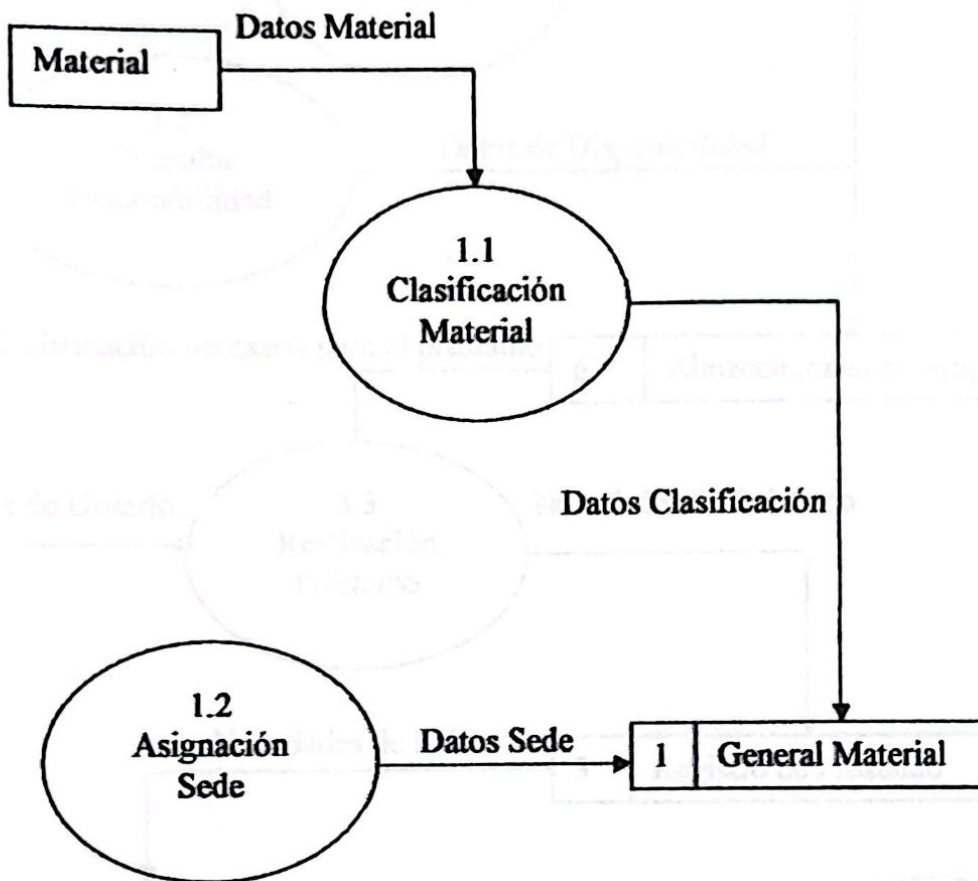 Datos Material
Material
1.1
Clasificación
Material
Datos Clasificación
1.2
Asignación
Sede
Datos Sede
1
General Material